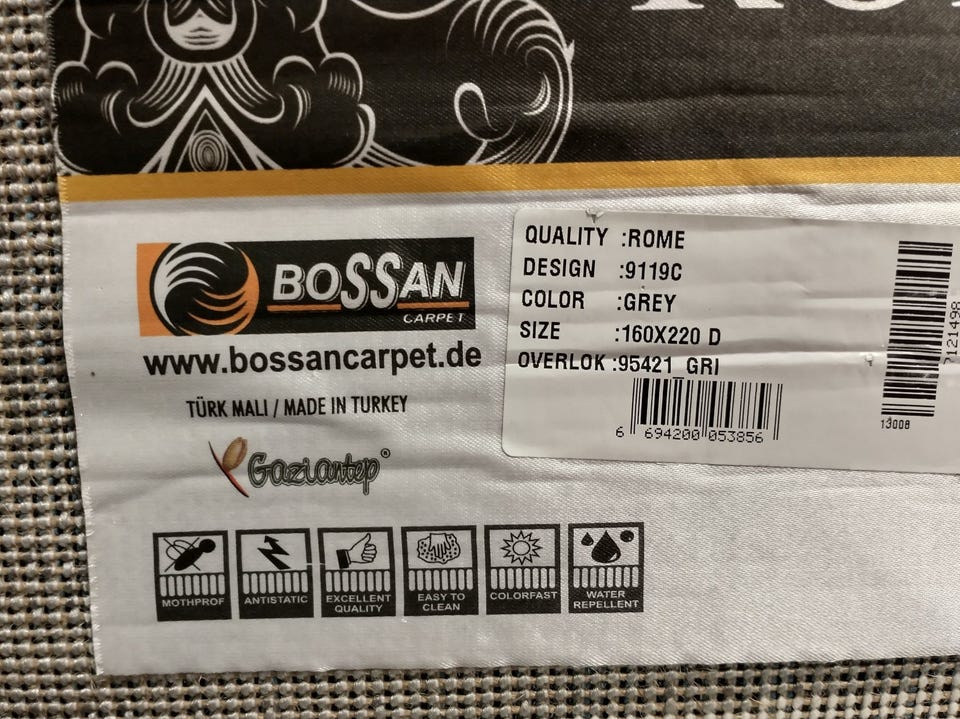 BOSSAN
CARPET
www.bossancarpet.de
TÜRK MALI / MADE IN TURKEY
Gaziantep®
MOTHPROF
ANTISTATIC
EXCELLENT
QUALITY
EASY TO
CLEAN
COLORFAST
WATER
REPELLENT
QUALITY :ROME
DESIGN :9119C
COLOR :GREY
SIZE :160X220 D
OVERLOK :95421 GRI
6 694200 053856
13008